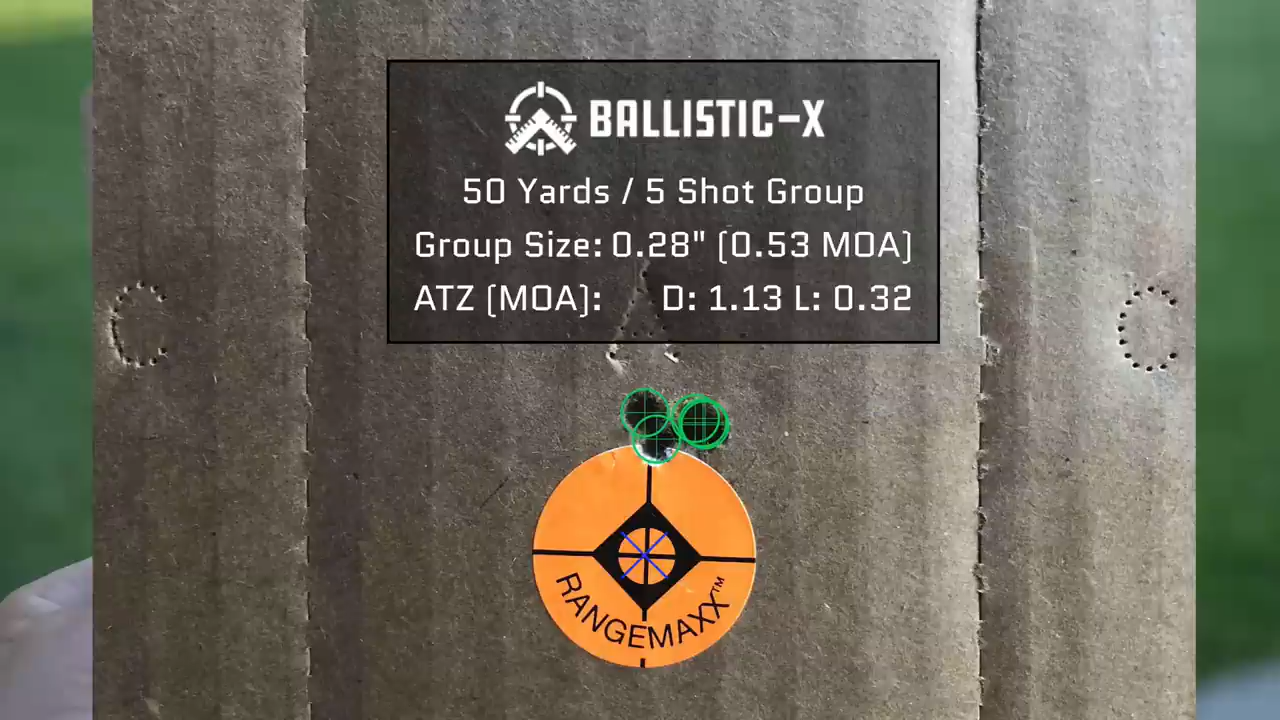 BALLISTIC-X
50 Yards / 5 Shot Group
Group Size: 0.28" (0.53 MOA)
ATZ (MOA): D: 1.13 L: 0.32
C A C
RANGEMAXX™